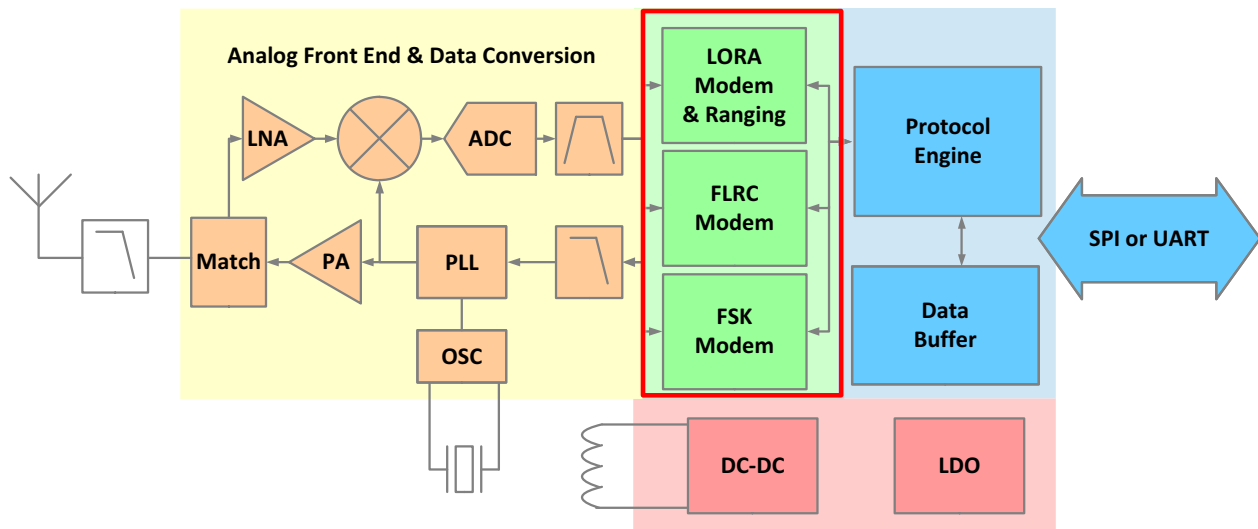 Analog Front End & Data Conversion
LORA
Modem
& Ranging
LNA
ADC
Protocol
Engine
FLRC
Modem
SPI or UART
Match
PA
PLL
FSK
Modem
Data
Buffer
OSC
DC-DC
LDO